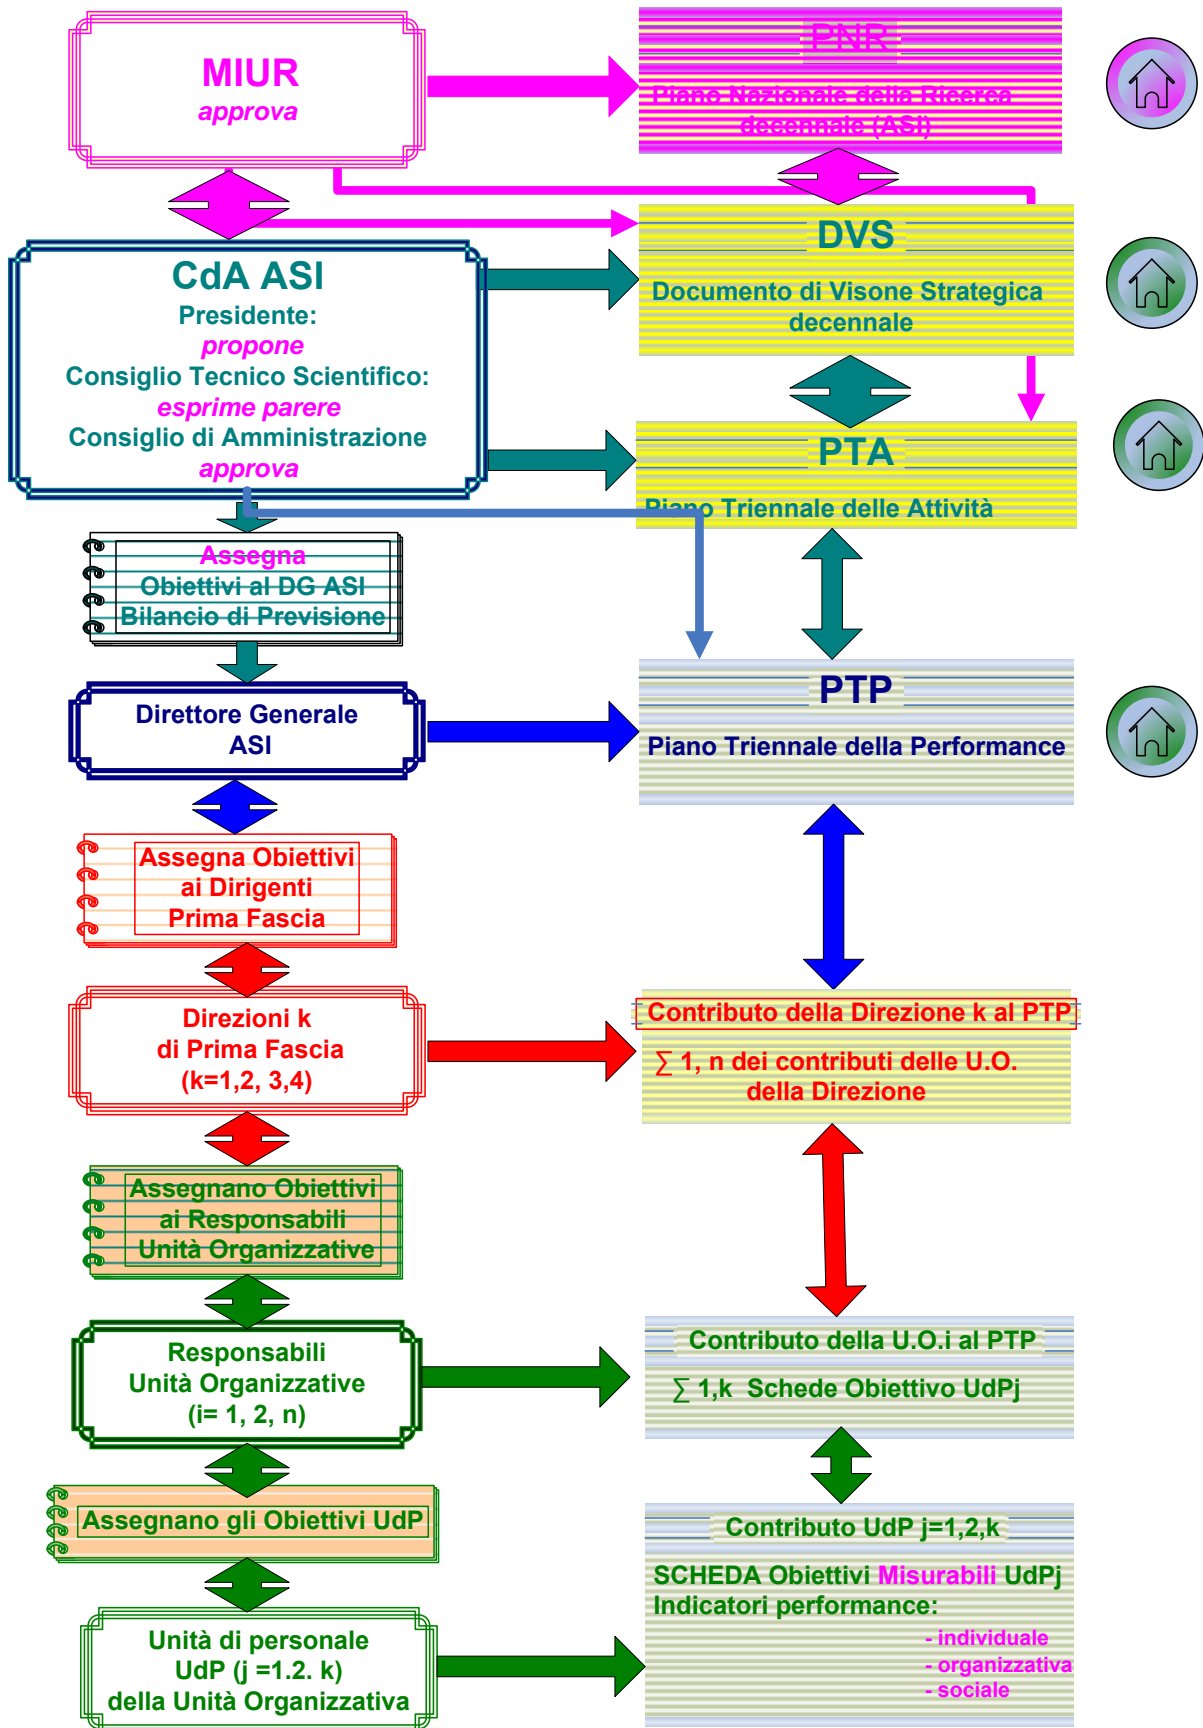 MIUR
approva
PNR
Piano Nazionale della Ricerca
decennale (ASI)
CdA ASI
Presidente:
propone
Consiglio Tecnico Scientifico:
esprime parere
Consiglio di Amministrazione
approva
DVS
Documento di Visone Strategica
decennale
PTA
Piano Triennale delle Attività
Assegna
Obiettivi al DG ASI
Bilancio di Previsione
Direttore Generale
ASI
PTP
Piano Triennale della Performance
Assegna Obiettivi
ai Dirigenti
Prima Fascia
Direzioni k
di Prima Fascia
(k=1,2, 3,4)
Contributo della Direzione k al PTP
∑ 1, n dei contributi delle U.O.
della Direzione
Assegnano Obiettivi
ai Responsabili
Unità Organizzative
Responsabili
Unità Organizzative
(i= 1, 2, n)
Contributo della U.O.i al PTP
∑ 1,k Schede Obiettivo UdPj
Assegnano gli Obiettivi UdP
Contributo UdP j=1,2,k
SCHEDA Obiettivi Misurabili UdPj
Indicatori performance:
- individuale
- organizzativa
- sociale
Unità di personale
UdP (j =1.2. k)
della Unità Organizzativa